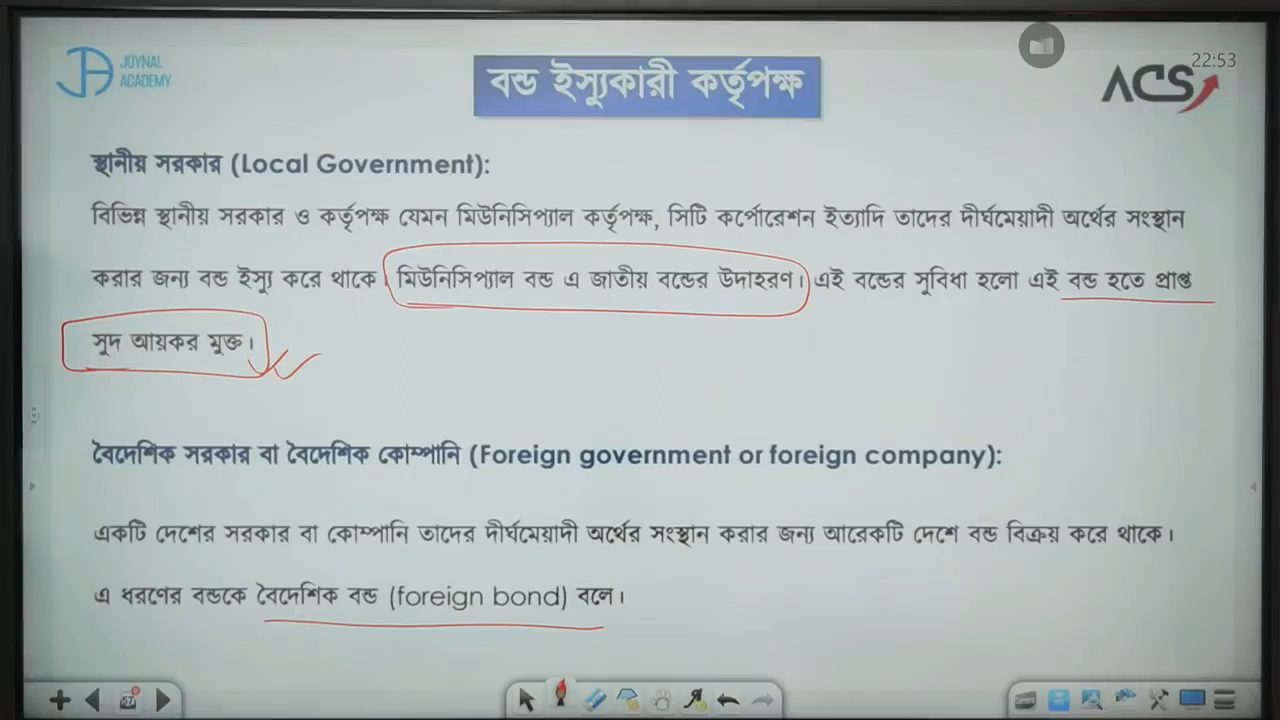 JOYNAL
ACADEMY
বন্ড ইস্যুকারী কর্তৃপক্ষ
22:53
ACS
স্থানীয় সরকার (Local Government):
বিভিন্ন স্থানীয় সরকার ও কর্তৃপক্ষ যেমন মিউনিসিপ্যাল কর্তৃপক্ষ, সিটি কর্পোরেশন ইত্যাদি তাদের দীর্ঘমেয়াদী অর্থের সংস্থান
করার জন্য বন্ড ইস্যু করে থাকে। মিউনিসিপ্যাল বন্ড এ জাতীয় বন্ডের উদাহরণ। এই বন্ডের সুবিধা হলো এই বন্ড হতে প্রাপ্ত
সুদ আয়কর মুক্ত।
বৈদেশিক সরকার বা বৈদেশিক কোম্পানি (Foreign government or foreign company):
একটি দেশের সরকার বা কোম্পানি তাদের দীর্ঘমেয়াদী অর্থের সংস্থান করার জন্য আরেকটি দেশে বন্ড বিক্রয় করে থাকে।
এ ধরণের বন্ডকে বৈদেশিক বন্ড (foreign bond) বলে।
57